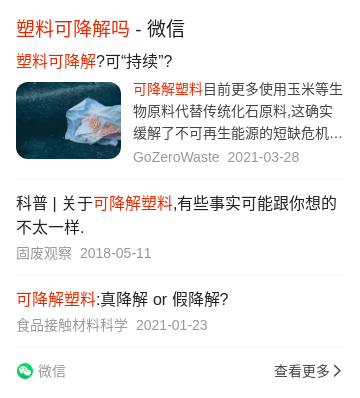 塑料可降解吗 - 微信
塑料可降解?可“持续”?
可降解塑料目前更多使用玉米等生
物原料代替传统化石原料,这确实
缓解了不可再生能源的短缺危机…
GoZeroWaste 2021-03-28
科普 | 关于可降解塑料,有些事实可能跟你想的
不太一样.
固废观察 2018-05-11
可降解塑料:真降解 or 假降解?
食品接触材料科学 2021-01-23
微信
查看更多